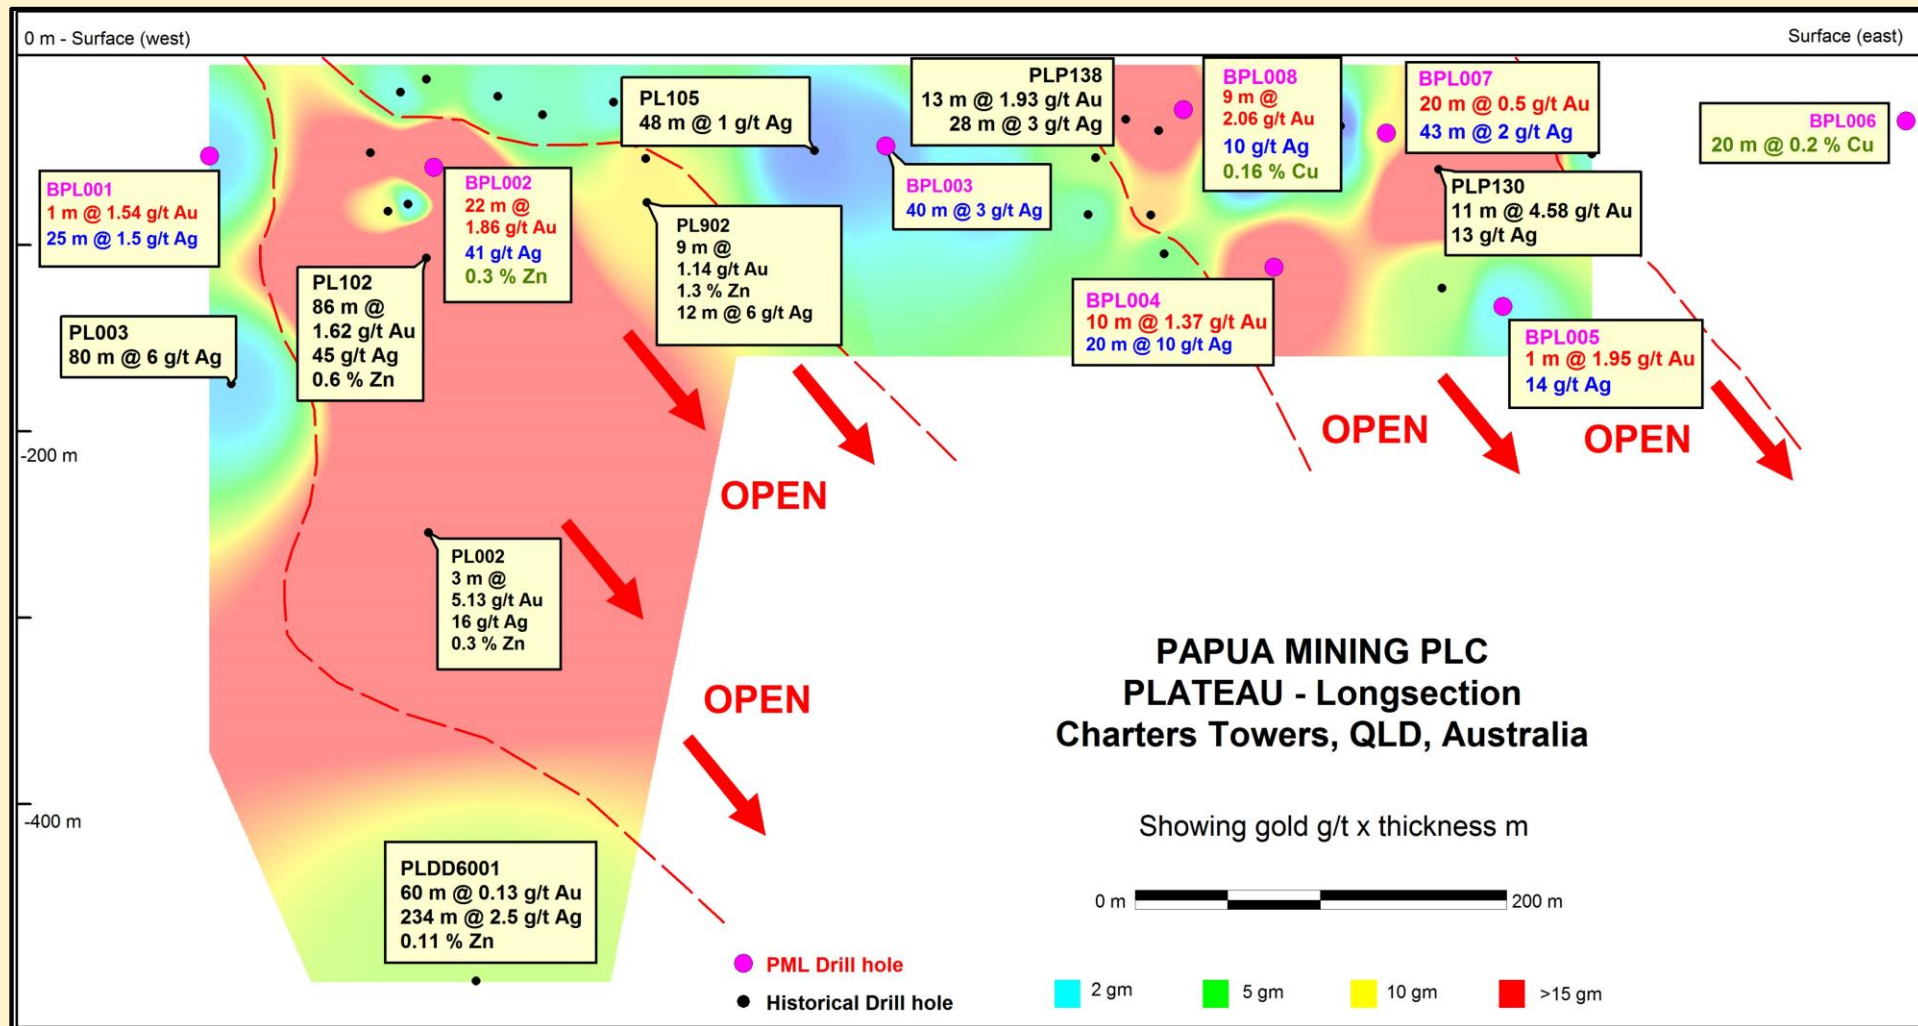 0 m - Surface (west)
Surface (east)
PL105
48 m @ 1 g/t Ag
PLP138
13 m @ 1.93 g/t Au
28 m @ 3 g/t Ag
BPL008
9 m @
2.06 g/t Au
10 g/t Ag
0.16 % Cu
BPL007
20 m @ 0.5 g/t Au
43 m @ 2 g/t Ag
BPL006
20 m @ 0.2 % Cu
BPL001
1 m @ 1.54 g/t Au
25 m @ 1.5 g/t Ag
BPL002
22 m @
1.86 g/t Au
41 g/t Ag
0.3 % Zn
BPL003
40 m @ 3 g/t Ag
PLP130
11 m @ 4.58 g/t Au
13 g/t Ag
PL902
9 m @
1.14 g/t Au
1.3 % Zn
12 m @ 6 g/t Ag
PL102
86 m @
1.62 g/t Au
45 g/t Ag
0.6 % Zn
BPL004
10 m @ 1.37 g/t Au
20 m @ 10 g/t Ag
PL003
80 m @ 6 g/t Ag
BPL005
1 m @ 1.95 g/t Au
14 g/t Ag
-200 m
OPEN
OPEN
OPEN
PL002
3 m @
5.13 g/t Au
16 g/t Ag
0.3 % Zn
OPEN
PAPUA MINING PLC
PLATEAU - Longsection
Charters Towers, QLD, Australia
-400 m
Showing gold g/t x thickness m
PLDD6001
60 m @ 0.13 g/t Au
234 m @ 2.5 g/t Ag
0.11 % Zn
0 m
200 m
PML Drill hole
Historical Drill hole
2 gm
5 gm
10 gm
>15 gm